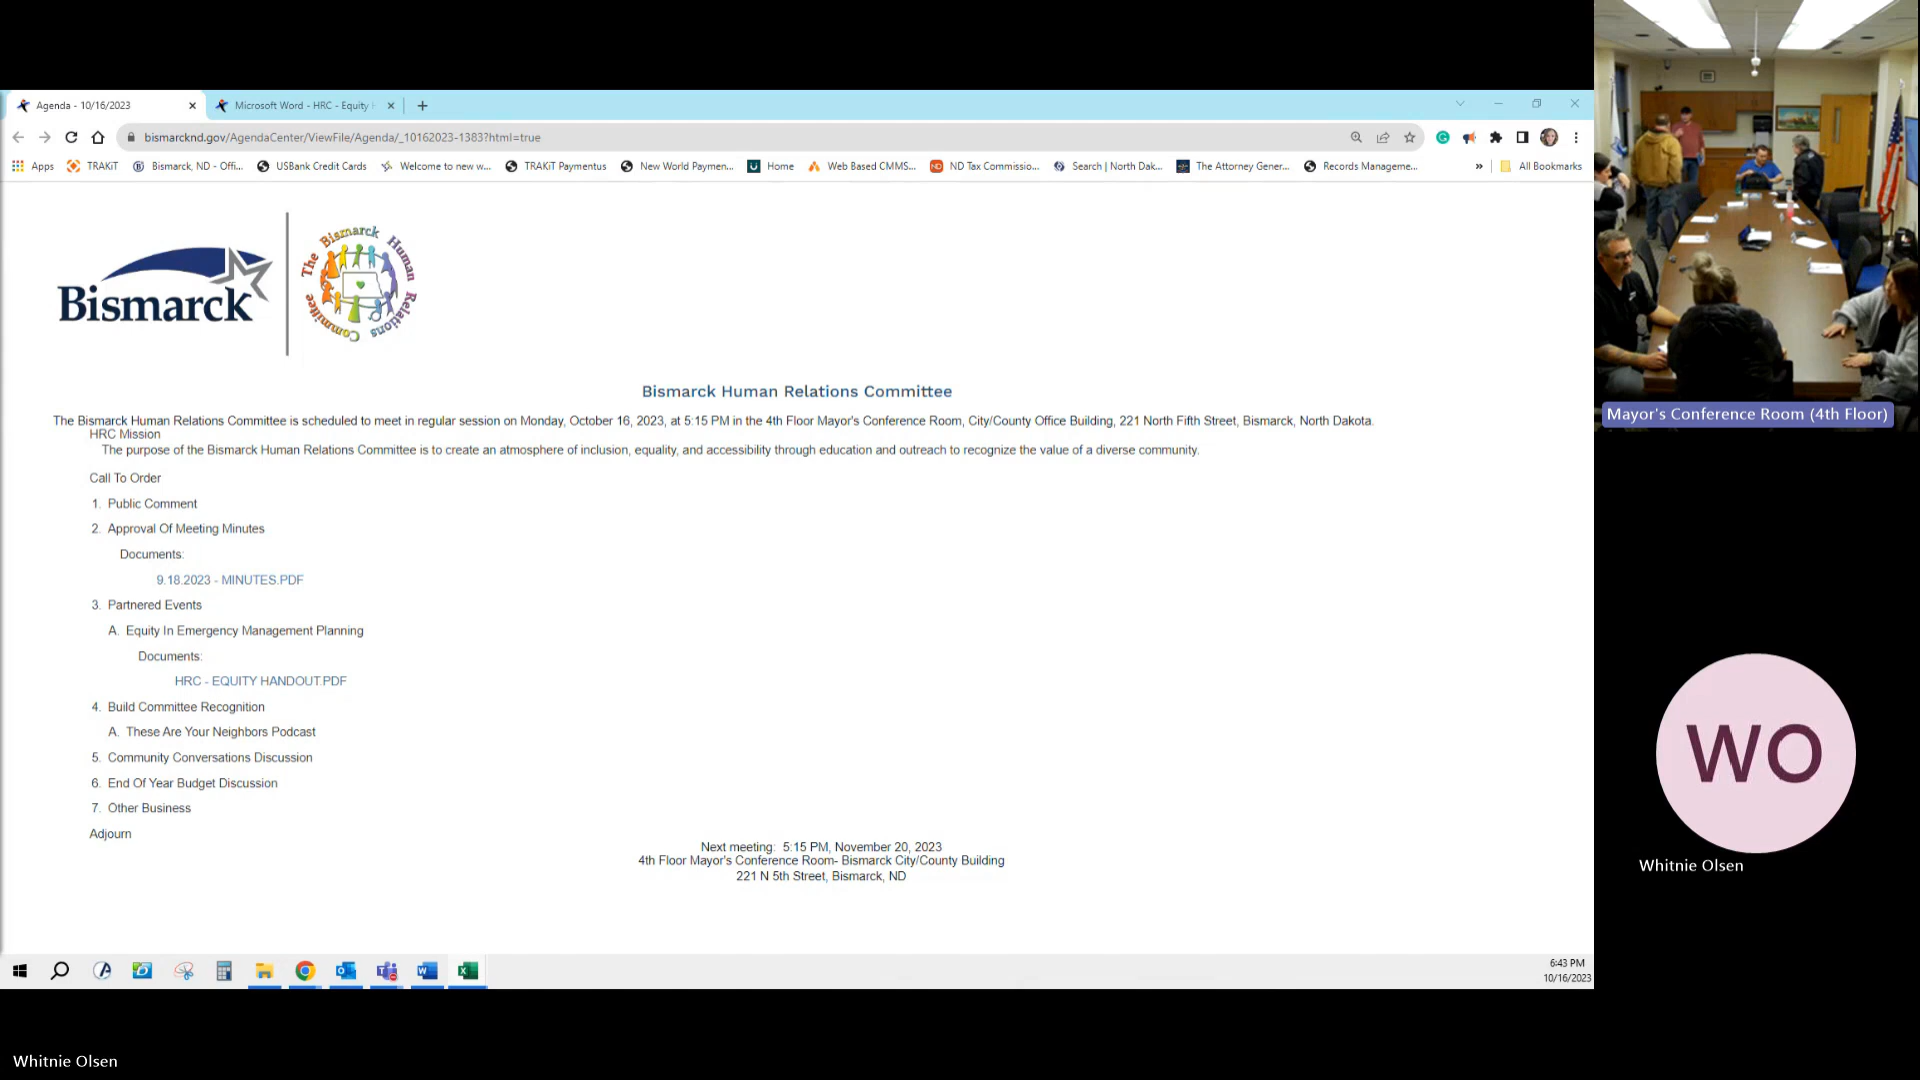 Agenda - 10/16/2023
Microsoft Word - HRC - Equity
bismarcknd.gov/AgendaCenter/ViewFile/Agenda/_10162023-1383?html=true
Apps TRAKiT Bismarck, ND - Offi... USBank Credit Cards Welcome to new w... TRAKiT Paymentus New World Paymen... Home Web Based CMMS... ND Tax Commissio... Search | North Dak... The Attorney Gener... Records Manageme... » All Bookmarks
Bismarck
The Bismarck Human Relations Committee
Bismarck Human Relations Committee
The Bismarck Human Relations Committee is scheduled to meet in regular session on Monday, October 16, 2023, at 5:15 PM in the 4th Floor Mayor's Conference Room, City/County Office Building, 221 North Fifth Street, Bismarck, North Dakota.
HRC Mission
The purpose of the Bismarck Human Relations Committee is to create an atmosphere of inclusion, equality, and accessibility through education and outreach to recognize the value of a diverse community.
Call To Order
1. Public Comment
2. Approval Of Meeting Minutes
Documents:
9.18.2023 - MINUTES.PDF
3. Partnered Events
A. Equity In Emergency Management Planning
Documents:
HRC - EQUITY HANDOUT.PDF
4. Build Committee Recognition
A. These Are Your Neighbors Podcast
5. Community Conversations Discussion
6. End Of Year Budget Discussion
7. Other Business
Adjourn
Next meeting: 5:15 PM, November 20, 2023
4th Floor Mayor's Conference Room- Bismarck City/County Building
221 N 5th Street, Bismarck, ND
6:43 PM
10/16/2023
Mayor's Conference Room (4th Floor)
WO
Whitnie Olsen
Whitnie Olsen